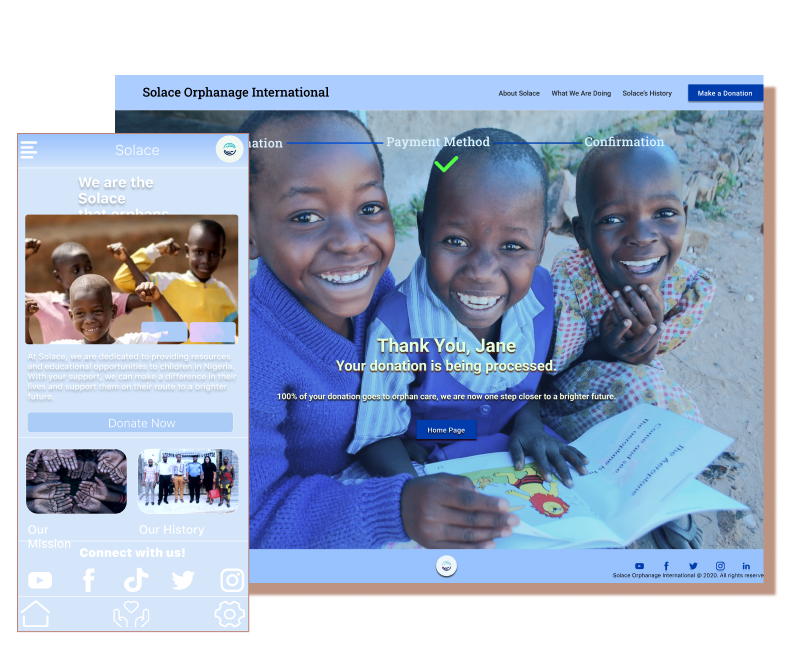 Solace Orphanage International
About Solace
What We Are Doing
Solace's History
Make a Donation
Payment Method
Confirmation
Thank You, Jane
Your donation is being processed.
100% of your donation goes to orphan care, we are now one step closer to a brighter future.
Home Page
Solace Orphanage International @ 2020. All rights reserve
Solace
We are the
Solace
that orphans
At Solace, we are dedicated to providing resources
and educational opportunities to children in Nigeria.
With your support, we can make a difference in their
lives and support them on their route to a brighter
future.
Donate Now
Our
Mission
Our History
Connect with us!